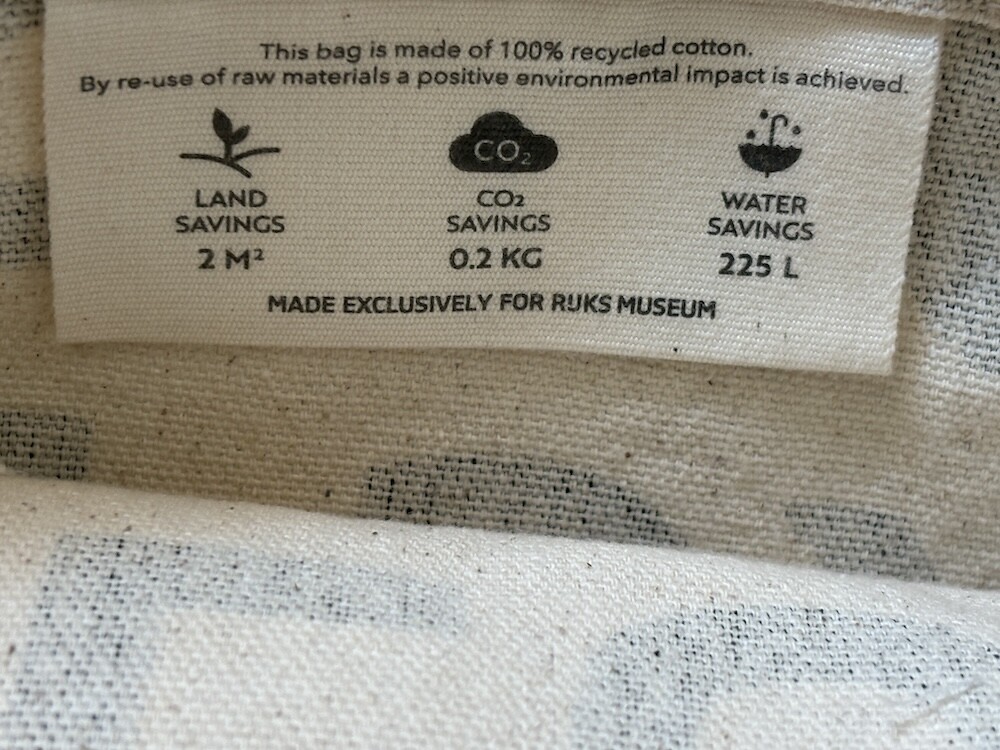 This bag is made of 100% recycled cotton.
By re-use of raw materials a positive environmental impact is achieved.
CO₂
LAND
SAVINGS
2 M²
CO₂
SAVINGS
0.2 KG
WATER
SAVINGS
225 L
MADE EXCLUSIVELY FOR RIJKS MUSEUM